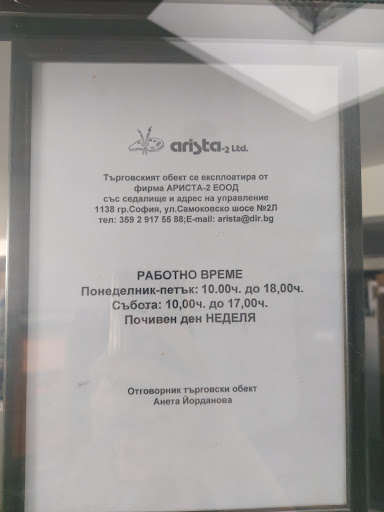 arista-2 Ltd.
Търговският обект се експлоатира от
фирма АРИСТА-2 ЕООД
със седалище и адрес на управление
1138 гр.София, ул.Самоковско шосе №2Л
тел: 359 2 917 55 88;E-mail: arista@dir.bg
РАБОТНО ВРЕМЕ
Понеделник-петък: 10.00ч. до 18,00ч.
Събота: 10,00ч. до 17,00ч.
Почивен ден НЕДЕЛЯ
Отговорник търговски обект
Анета Йорданова